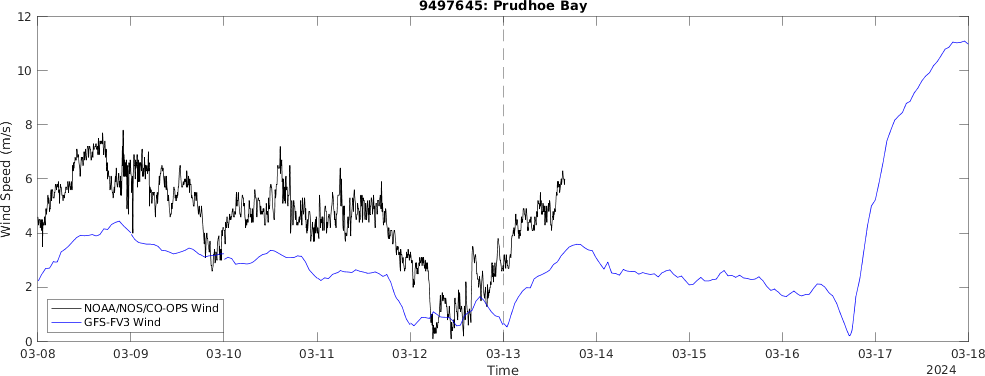 9497645: Prudhoe Bay
12
10
8
6
4
2
0
Wind Speed (m/s)
NOAA/NOS/CO-OPS Wind
GFS-FV3 Wind
03-08 03-09 03-10 03-11 03-12 03-13 03-14 03-15 03-16 03-17 03-18
Time
2024